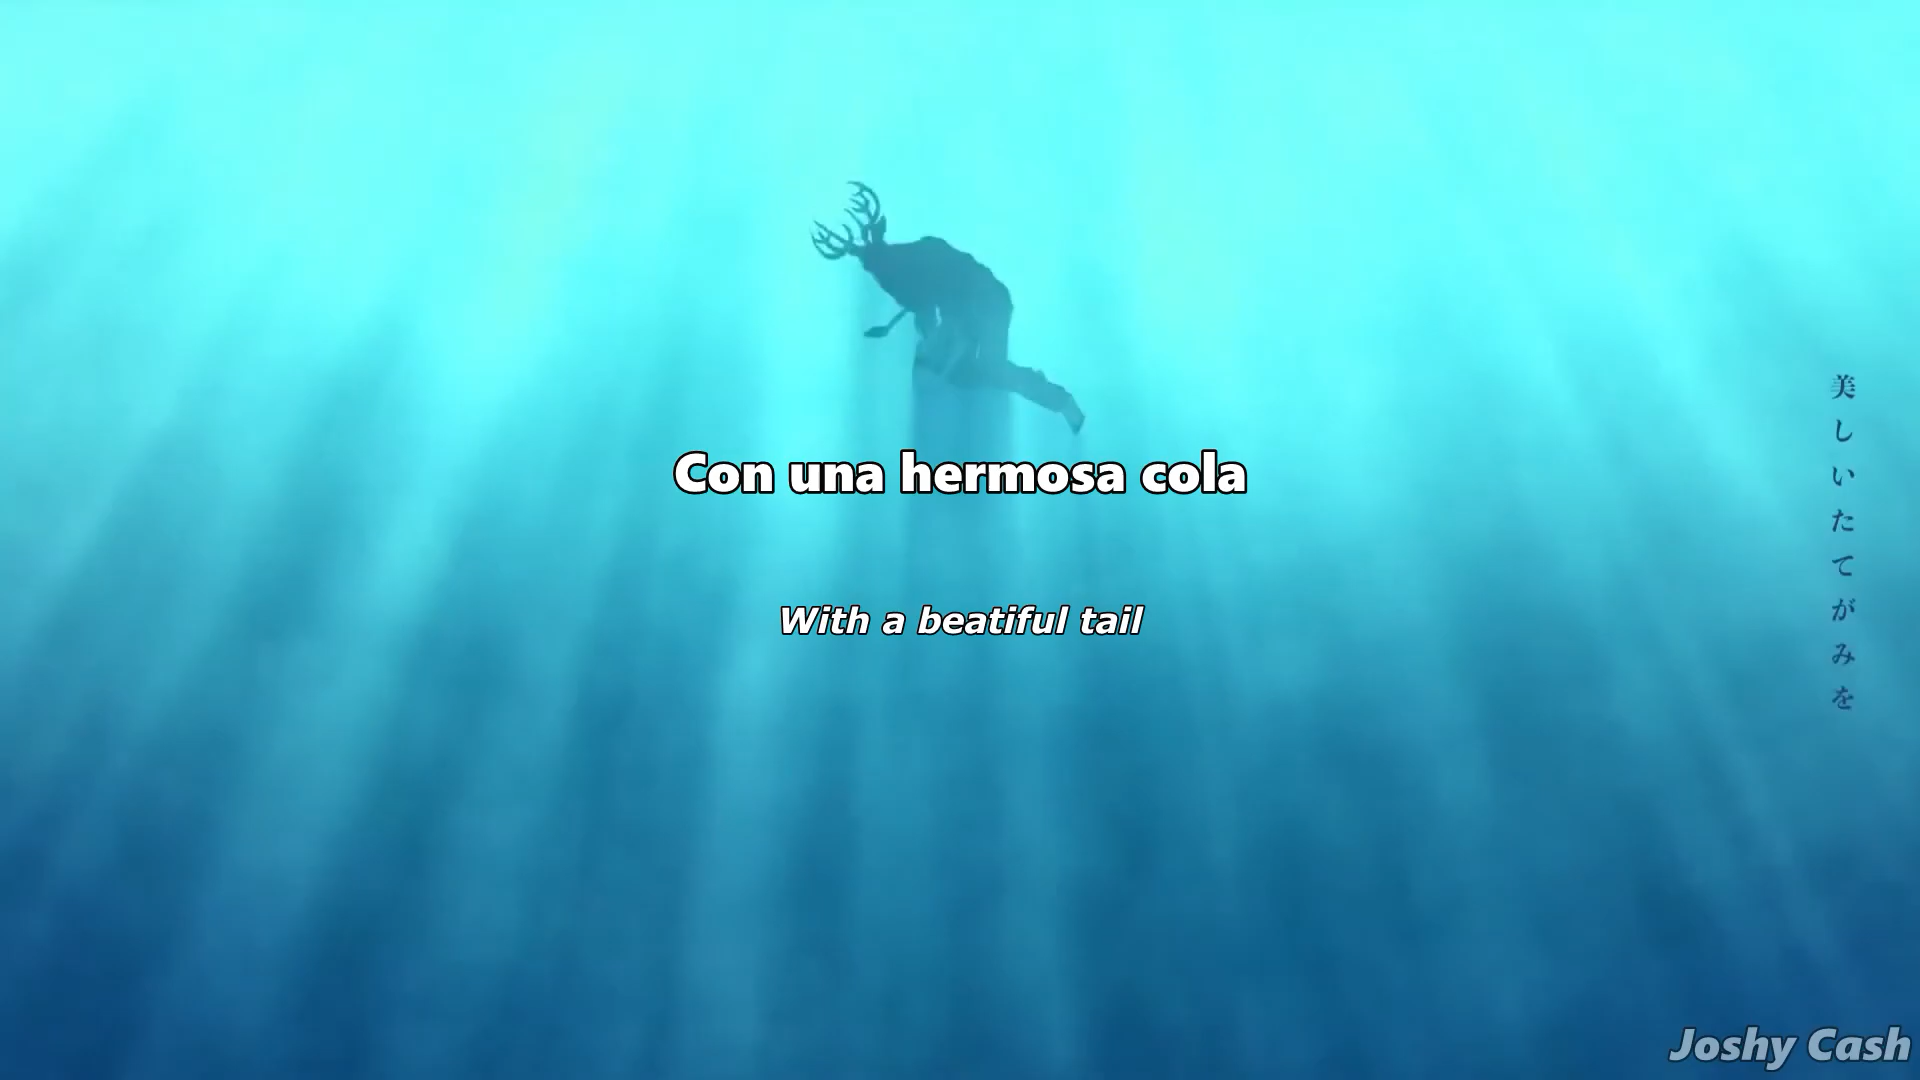 Con una hermosa cola
With a beatiful tail
美しいたてがみを
Joshy Cash